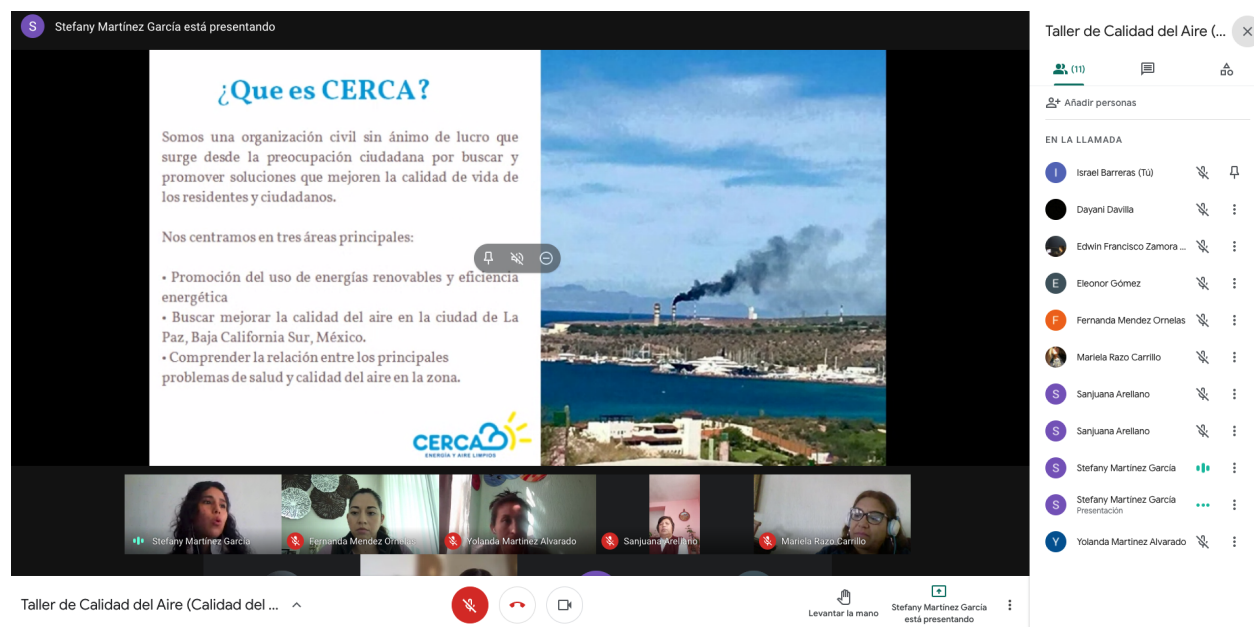 S Stefany Martínez García está presentando
¿Que es CERCA?
Somos una organización civil sin ánimo de lucro que
surge desde la preocupación ciudadana por buscar y
promover soluciones que mejoren la calidad de vida de
los residentes y ciudadanos.
Nos centramos en tres áreas principales:
• Promoción del uso de energías renovables y eficiencia
energética
• Buscar mejorar la calidad del aire en la ciudad de La
Paz, Baja California Sur, México.
• Comprender la relación entre los principales
problemas de salud y calidad del aire en la zona.
CERCA
ENERGÍA Y AIRE LIMPIOS
Stefany Martínez García
Fernanda Mendez Ornelas
Yolanda Martinez Alvarado
Sanjuana Arellano
Mariela Razo Carrillo
Taller de Calidad del Aire (Calidad del ...
Levantar la mano
Stefany Martínez García
está presentando
Taller de Calidad del Aire (...
(11)
Añadir personas
EN LA LLAMADA
I Israel Barreras (Tú)
Dayani Davilla
Edwin Francisco Zamora ...
E Eleonor Gómez
F Fernanda Mendez Ornelas
Mariela Razo Carrillo
S Sanjuana Arellano
S Sanjuana Arellano
S Stefany Martínez García
S Stefany Martínez García
Presentación
Y Yolanda Martinez Alvarado